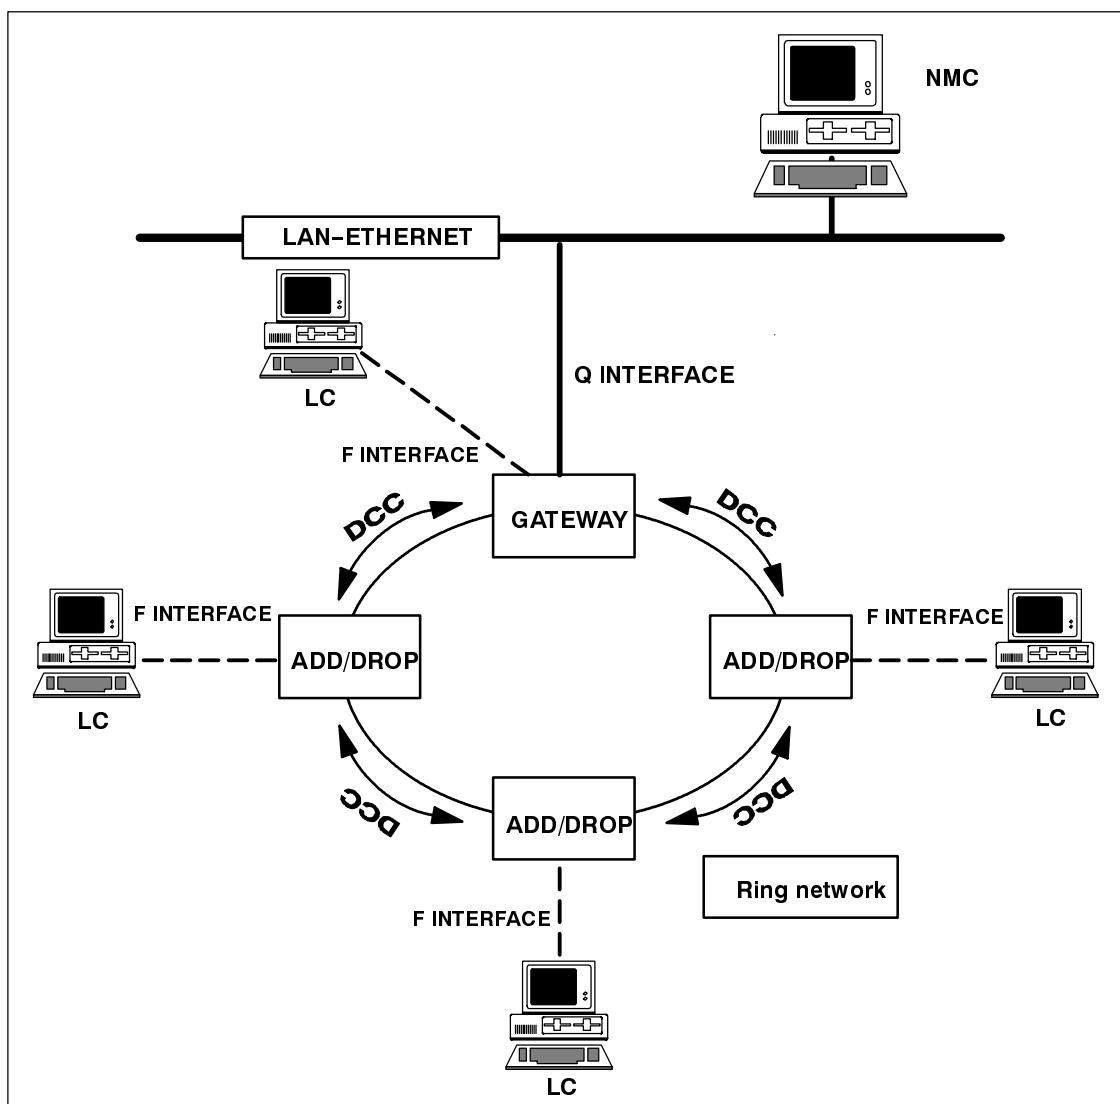 NMC
LAN-ETHERNET
LC
Q INTERFACE
F INTERFACE
DCC
DCC
GATEWAY
F INTERFACE
F INTERFACE
ADD/DROP
ADD/DROP
LC
LC
DCC
DCC
ADD/DROP
Ring network
F INTERFACE
LC